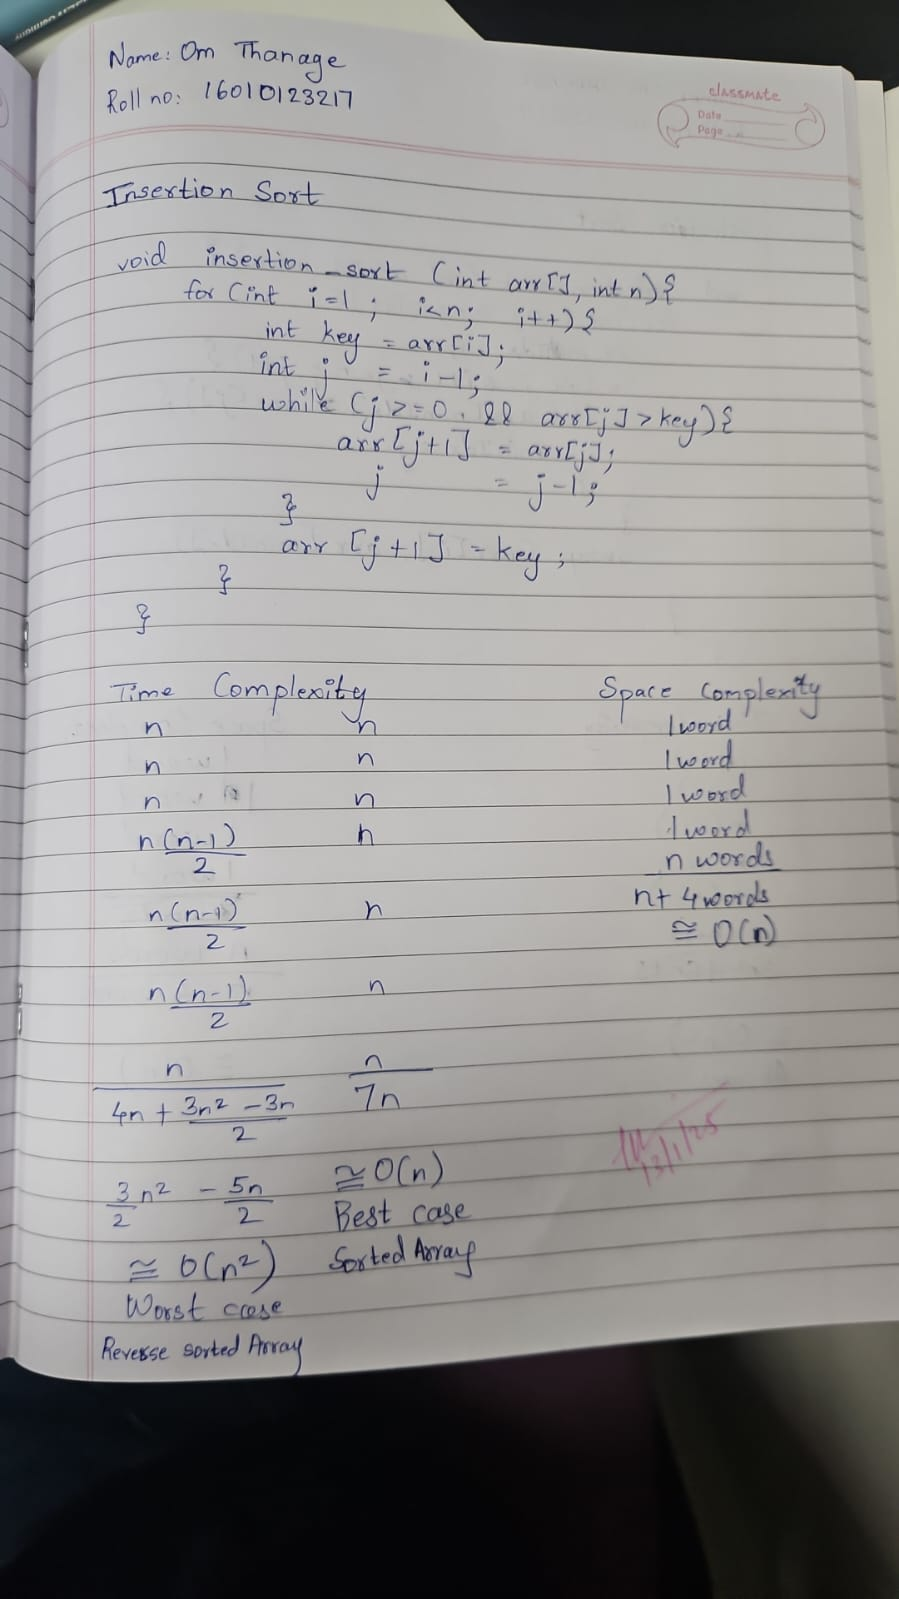 Name: Om Thanage
Roll no: 16010123217
classmate
Date
Page
Insertion Sort
void insertion_sort (int arr[], int n){
for (int i=1; i<n; i++){
int key = arr[i];
int j = i-1;
while (j>=0 && arr[j]>key){
arr[j+1] = arr[j];
j = j-1;
}
arr[j+1] = key;
}
}
Time Complexity Space Complexity
n n 1 word
n n 1 word
n n 1 word
n(n-1)/2 n 1 word
n words
n(n-1)/2 n n+4 words
≅ O(n)
n(n-1)/2 n
n n
4n + 3n²-3n/2 7n
3/2 n² - 5n/2 ≅ O(n)
Best case
≅ O(n²) Sorted Array
Worst case
Reverse sorted Array
13/1/25